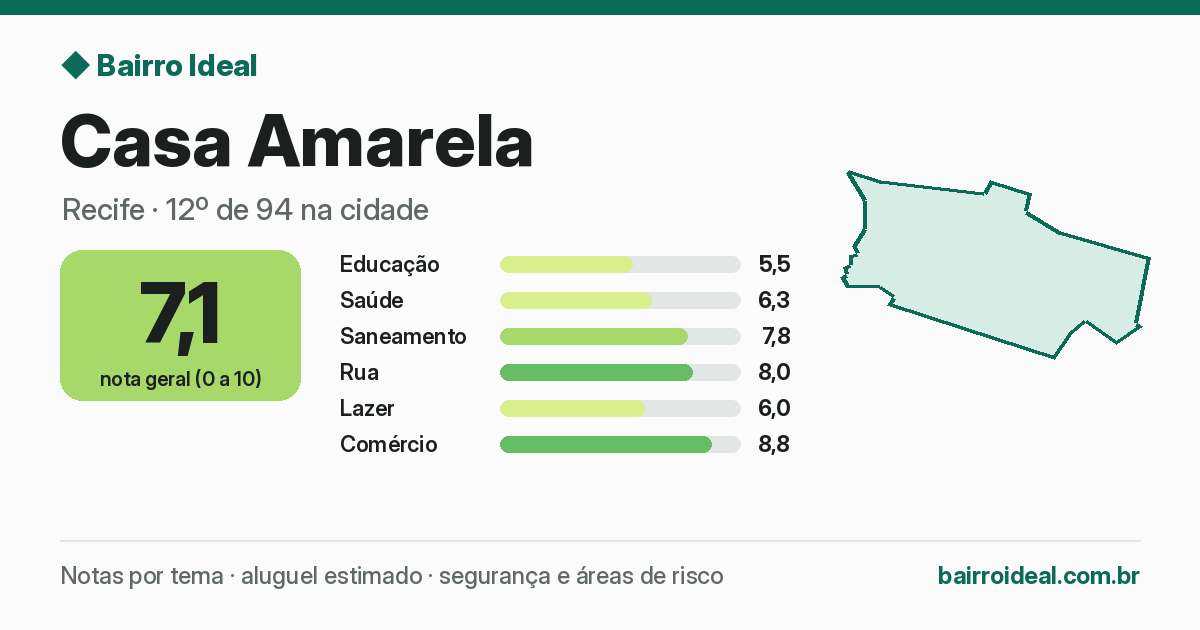 Bairro Ideal
Casa Amarela
Recife · 12º de 94 na cidade
7,1
nota geral (0 a 10)
Educação 5,5
Saúde 6,3
Saneamento 7,8
Rua 8,0
Lazer 6,0
Comércio 8,8
Notas por tema · aluguel estimado · segurança e áreas de risco
bairroideal.com.br